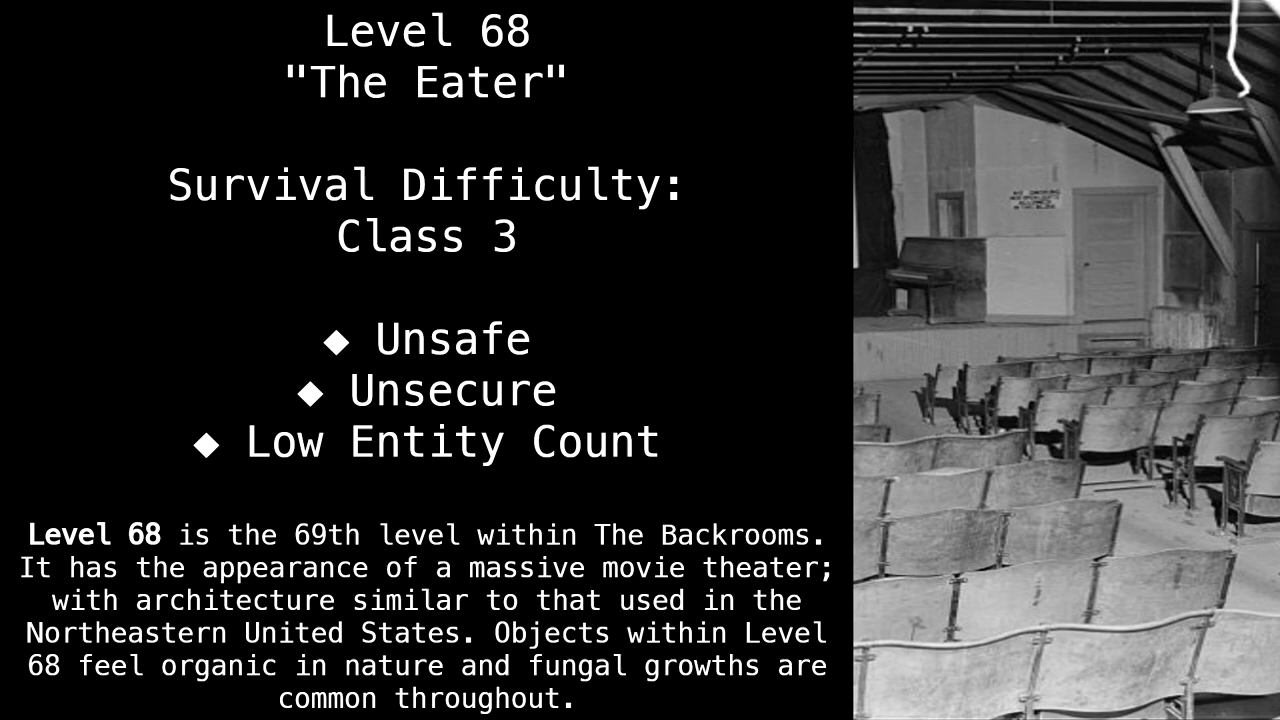 Level 68
"The Eater"
Survival Difficulty:
Class 3
◆ Unsafe
◆ Unsecure
◆ Low Entity Count
Level 68 is the 69th level within The Backrooms.
It has the appearance of a massive movie theater;
with architecture similar to that used in the
Northeastern United States. Objects within Level
68 feel organic in nature and fungal growths are
common throughout.